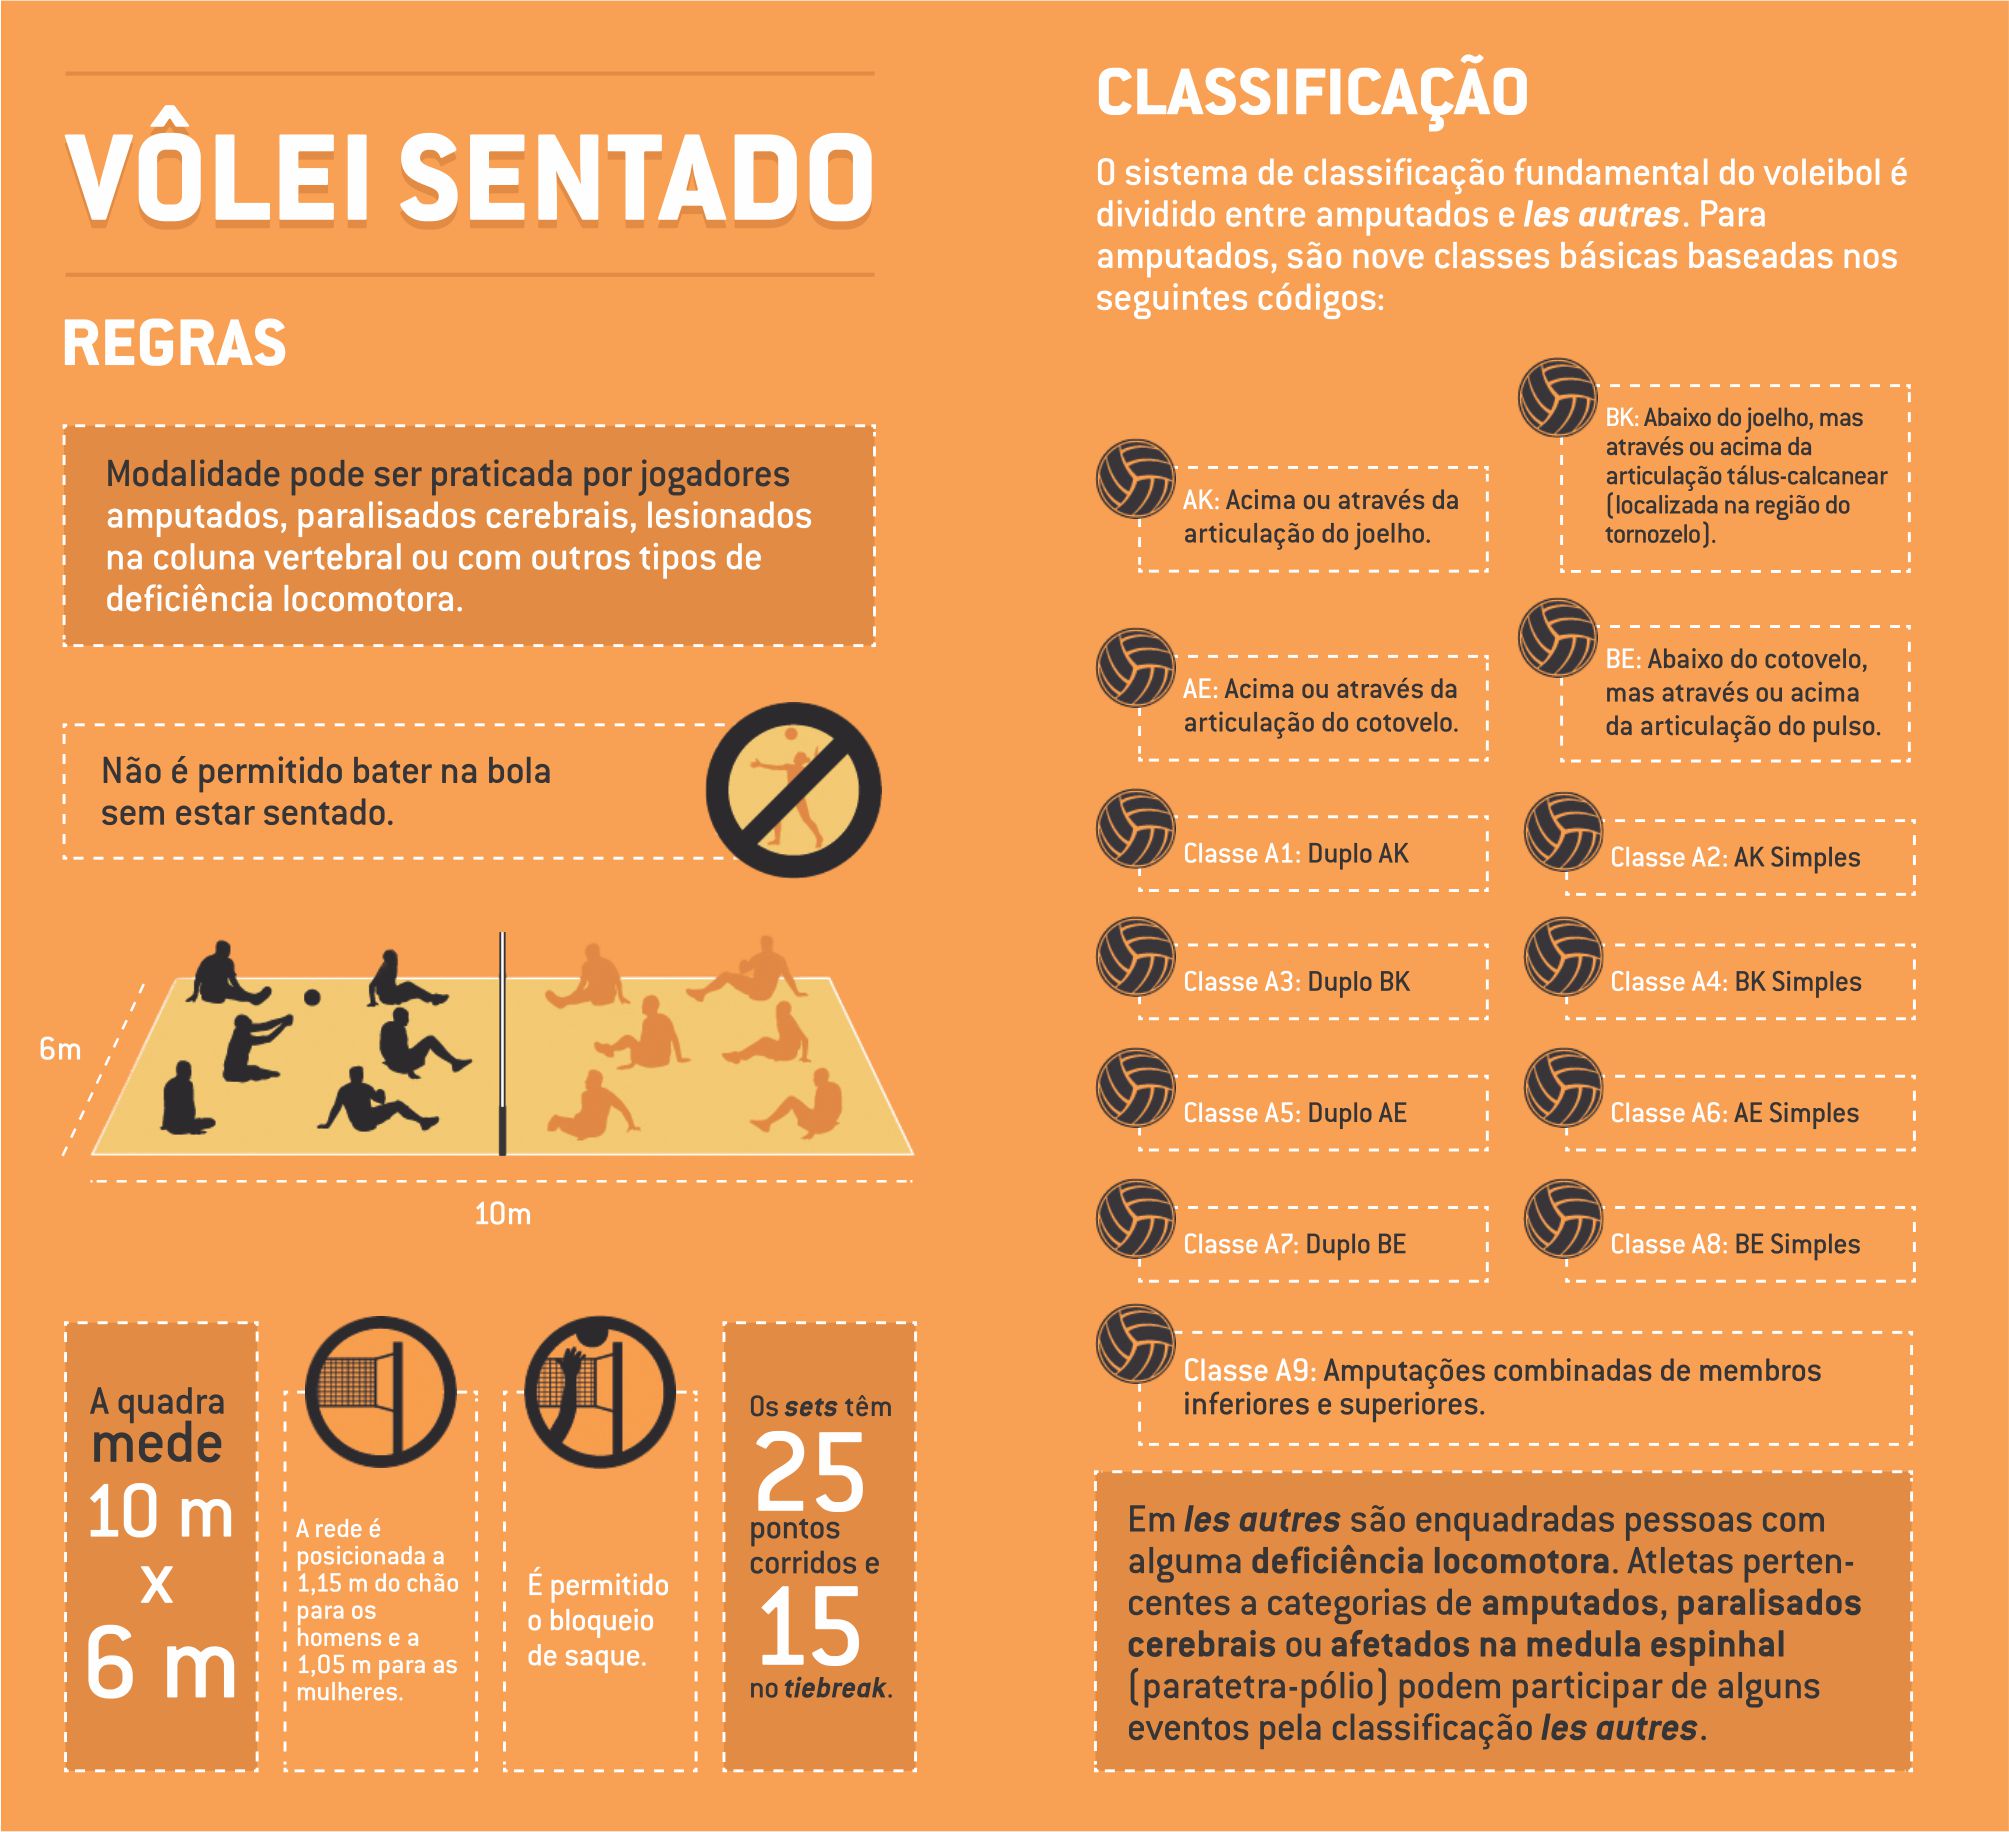 VÔLEI SENTADO
REGRAS
Modalidade pode ser praticada por jogadores
amputados, paralisados cerebrais, lesionados
na coluna vertebral ou com outros tipos de
deficiência locomotora.
Não é permitido bater na bola
sem estar sentado.
6m
10m
A quadra
mede
10 m
x
6 m
A rede é
posicionada a
1,15 m do chão
para os
homens e a
1,05 m para as
mulheres.
É permitido
o bloqueio
de saque.
Os sets têm
25
pontos
corridos e
15
no tiebreak.
CLASSIFICAÇÃO
O sistema de classificação fundamental do voleibol é
dividido entre amputados e les autres. Para
amputados, são nove classes básicas baseadas nos
seguintes códigos:
AK: Acima ou através da
articulação do joelho.
BK: Abaixo do joelho, mas
através ou acima da
articulação tálus-calcanear
(localizada na região do
tornozelo).
AE: Acima ou através da
articulação do cotovelo.
BE: Abaixo do cotovelo,
mas através ou acima
da articulação do pulso.
Classe A1: Duplo AK
Classe A2: AK Simples
Classe A3: Duplo BK
Classe A4: BK Simples
Classe A5: Duplo AE
Classe A6: AE Simples
Classe A7: Duplo BE
Classe A8: BE Simples
Classe A9: Amputações combinadas de membros
inferiores e superiores.
Em les autres são enquadradas pessoas com
alguma deficiência locomotora. Atletas perten-
centes a categorias de amputados, paralisados
cerebrais ou afetados na medula espinhal
(paratetra-pólio) podem participar de alguns
eventos pela classificação les autres.